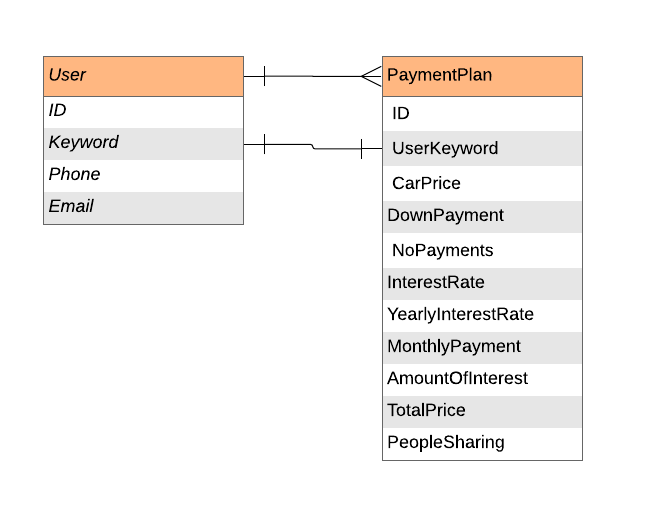 User
ID
Keyword
Phone
Email
PaymentPlan
ID
UserKeyword
CarPrice
DownPayment
NoPayments
InterestRate
YearlyInterestRate
MonthlyPayment
AmountOfInterest
TotalPrice
PeopleSharing